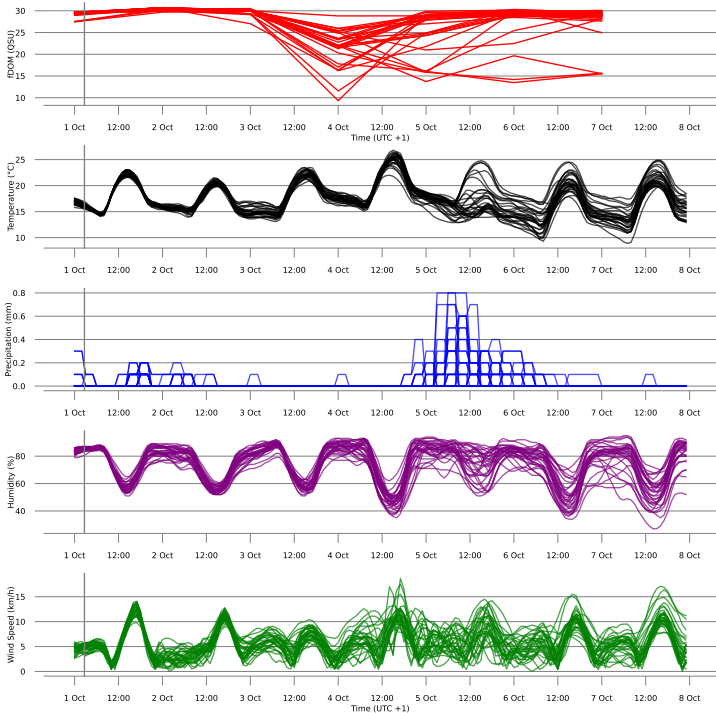 30
25
20
15
10
fDOM (QSU)
1 Oct 12:00 2 Oct 12:00 3 Oct 12:00 4 Oct 12:00 5 Oct 12:00 6 Oct 12:00 7 Oct 12:00 8 Oct
Time (UTC +1)
25
20
15
10
Temperature (°C)
1 Oct 12:00 2 Oct 12:00 3 Oct 12:00 4 Oct 12:00 5 Oct 12:00 6 Oct 12:00 7 Oct 12:00 8 Oct
0.8
0.6
0.4
0.2
0.0
Precipitation (mm)
1 Oct 12:00 2 Oct 12:00 3 Oct 12:00 4 Oct 12:00 5 Oct 12:00 6 Oct 12:00 7 Oct 12:00 8 Oct
80
60
40
Humidity (%)
1 Oct 12:00 2 Oct 12:00 3 Oct 12:00 4 Oct 12:00 5 Oct 12:00 6 Oct 12:00 7 Oct 12:00 8 Oct
15
10
5
0
Wind Speed (km/h)
1 Oct 12:00 2 Oct 12:00 3 Oct 12:00 4 Oct 12:00 5 Oct 12:00 6 Oct 12:00 7 Oct 12:00 8 Oct
Time (UTC +1)